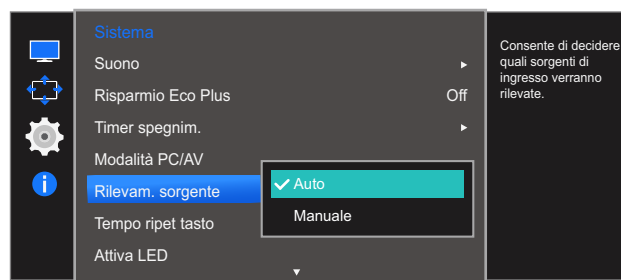 Sistema
Suono
Risparmio Eco Plus Off
Timer spegnim.
Modalità PC/AV
Rilevam. sorgente
Auto
Manuale
Tempo ripet tasto
Attiva LED
Consente di decidere
quali sorgenti di
ingresso verranno
rilevate.